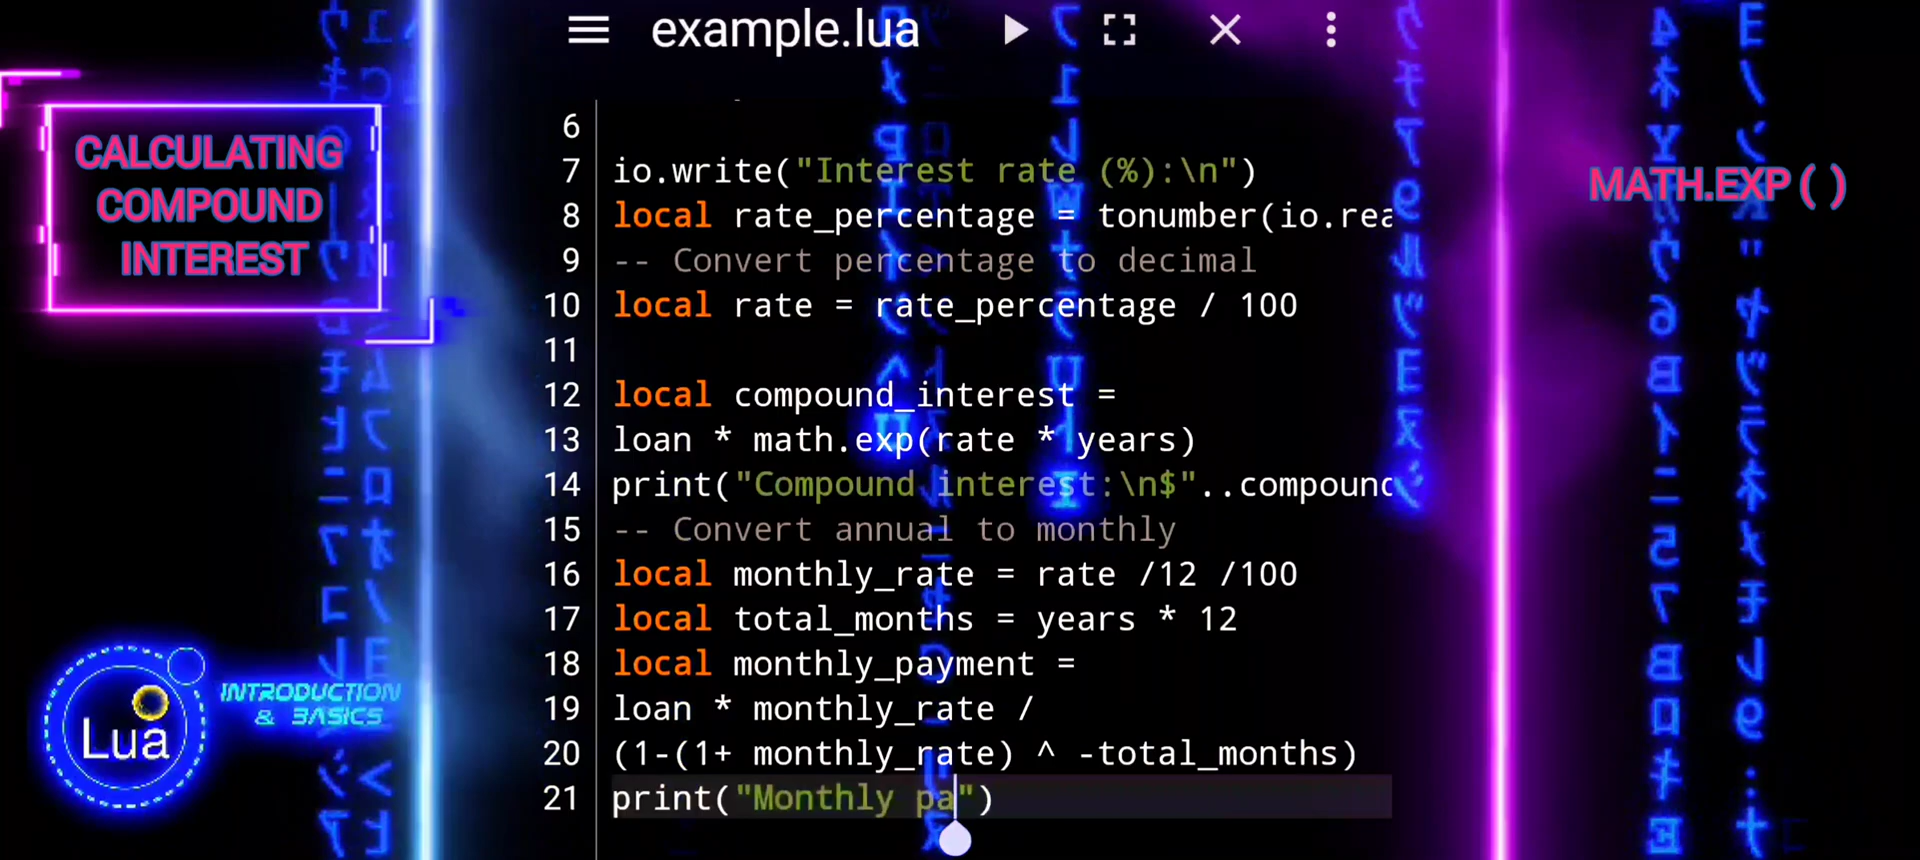 example.lua
CALCULATING
COMPOUND
INTEREST
6
7 io.write("Interest rate (%):\n")
8 local rate_percentage = tonumber(io.rea
9 -- Convert percentage to decimal
10 local rate = rate_percentage / 100
11
12 local compound_interest =
13 loan * math.exp(rate * years)
14 print("Compound interest:\n$"..compound
15 -- Convert annual to monthly
16 local monthly_rate = rate /12 /100
17 local total_months = years * 12
18 local monthly_payment =
19 loan * monthly_rate /
20 (1-(1+ monthly_rate) ^ -total_months)
21 print("Monthly pa")
MATH.EXP ( )
Lua
INTRODUCTION
& BASICS